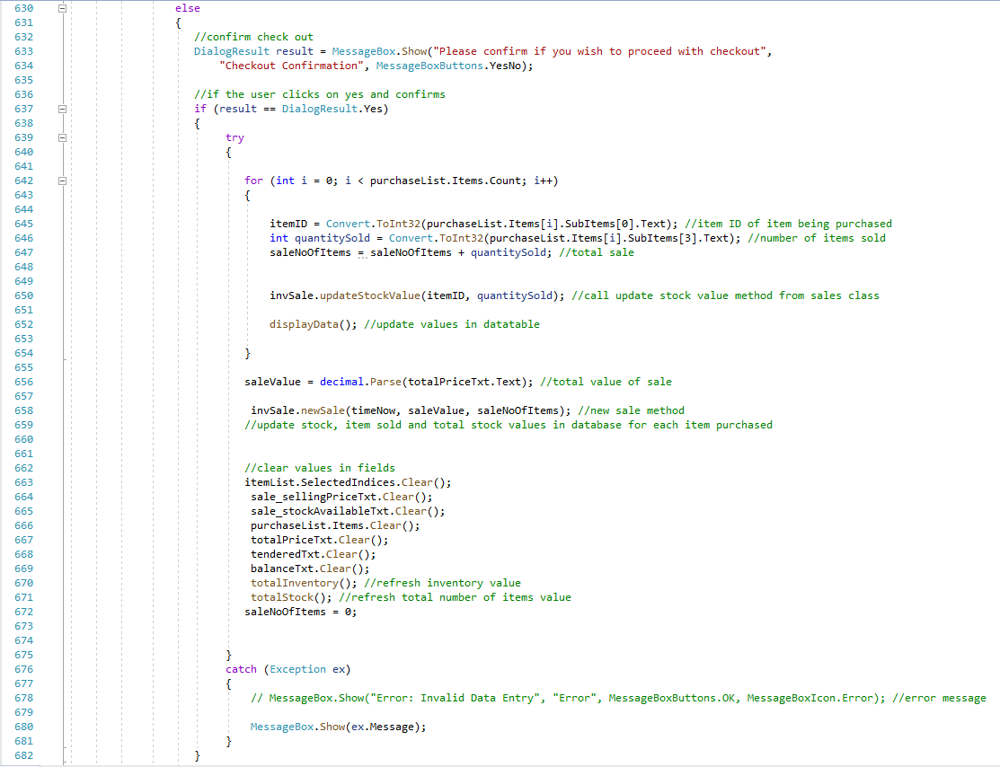 630 else
631 {
632 //confirm check out
633 DialogResult result = MessageBox.Show("Please confirm if you wish to proceed with checkout",
634 "Checkout Confirmation", MessageBoxButtons.YesNo);
635
636 //if the user clicks on yes and confirms
637 if (result == DialogResult.Yes)
638 {
639 try
640 {
641
642 for (int i = 0; i < purchaseList.Items.Count; i++)
643 {
644
645 itemID = Convert.ToInt32(purchaseList.Items[i].SubItems[0].Text); //item ID of item being purchased
646 int quantitySold = Convert.ToInt32(purchaseList.Items[i].SubItems[3].Text); //number of items sold
647 saleNoOfItems = saleNoOfItems + quantitySold; //total sale
648
649
650 invSale.updateStockValue(itemID, quantitySold); //call update stock value method from sales class
651
652 displayData(); //update values in datatable
653
654 }
655
656 saleValue = decimal.Parse(totalPriceTxt.Text); //total value of sale
657
658 invSale.newSale(timeNow, saleValue, saleNoOfItems); //new sale method
659 //update stock, item sold and total stock values in database for each item purchased
660
661
662 //clear values in fields
663 itemList.SelectedIndices.Clear();
664 sale_sellingPriceTxt.Clear();
665 sale_stockAvailableTxt.Clear();
666 purchaseList.Items.Clear();
667 totalPriceTxt.Clear();
668 tenderedTxt.Clear();
669 balanceTxt.Clear();
670 totalInventory(); //refresh inventory value
671 totalStock(); //refresh total number of items value
672 saleNoOfItems = 0;
673
674
675 }
676 catch (Exception ex)
677 {
678 // MessageBox.Show("Error: Invalid Data Entry", "Error", MessageBoxButtons.OK, MessageBoxIcon.Error); //error message
679
680 MessageBox.Show(ex.Message);
681 }
682 }